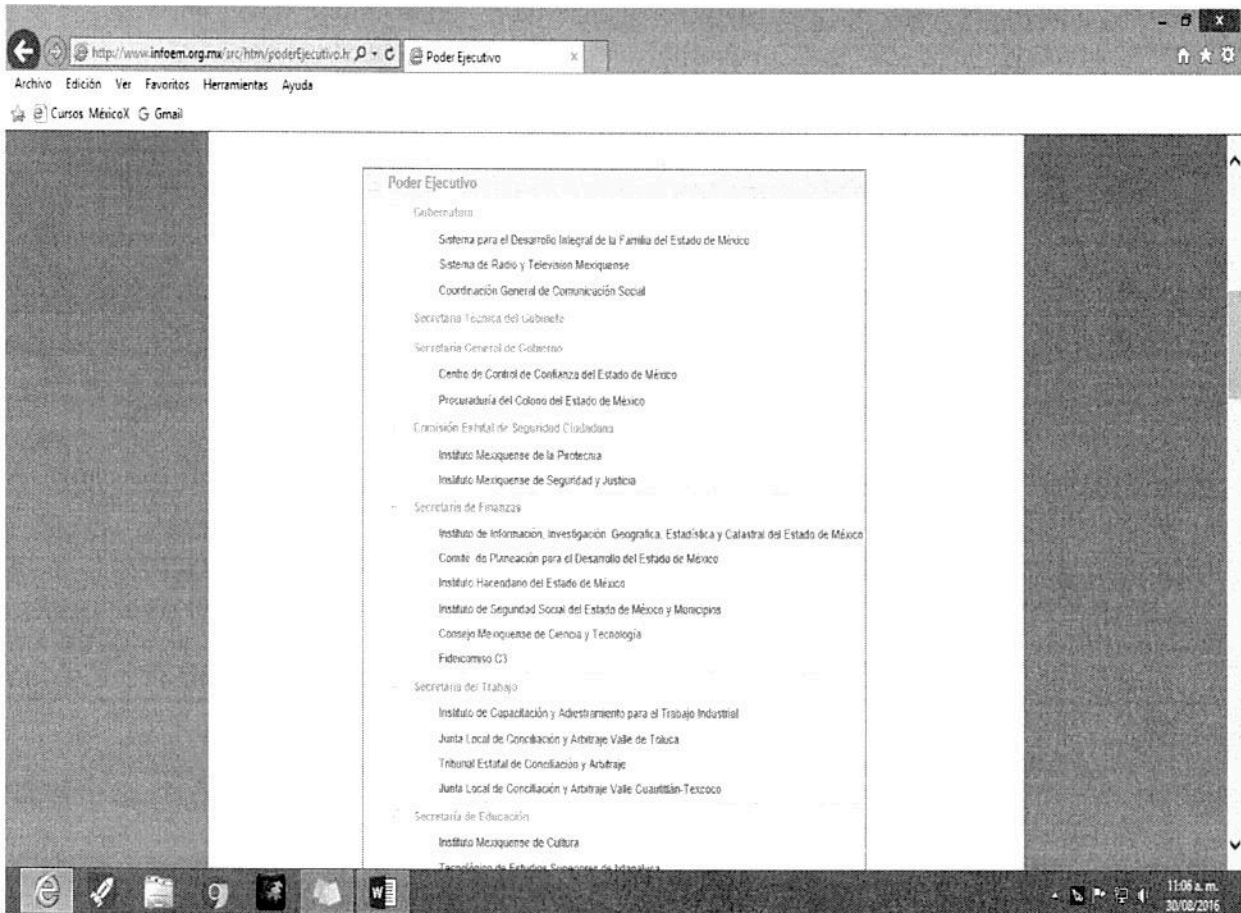 http://www.infoem.org.mx/src/htm/poderEjecutivo.ht
Poder Ejecutivo
Archivo Edición Ver Favoritos Herramientas Ayuda
Cursos MéxicoX G Gmail
Poder Ejecutivo
Gubernatura
Sistema para el Desarrollo Integral de la Familia del Estado de México
Sistema de Radio y Television Mexiquense
Coordinación General de Comunicación Social
Secretaria Técnica del Gabinete
Secretaría General de Gobierno
Centro de Control de Confianza del Estado de México
Procuraduría del Colono del Estado de México
Comisión Estatal de Seguridad Ciudadana
Instituto Mexiquense de la Pirotecnia
Instituto Mexiquense de Seguridad y Justicia
Secretaría de Finanzas
Instituto de Información, Investigación Geografica, Estadística y Catastral del Estado de México
Comite de Planeación para el Desarrollo del Estado de México
Instituto Hacendario del Estado de México
Instituto de Seguridad Social del Estado de México y Municipios
Consejo Mexiquense de Ciencia y Tecnología
Fideicomiso C3
Secretaria del Trabajo
Instituto de Capacitación y Adiestramiento para el Trabajo Industrial
Junta Local de Conciliación y Arbitraje Valle de Toluca
Tribunal Estatal de Conciliación y Arbitraje
Junta Local de Conciliación y Arbitraje Valle Cuautitlán-Texcoco
Secretaría de Educación
Instituto Mexiquense de Cultura
Tecnológico de Estudios Superiores de Ixtapaluca
11:06 a. m.
30/08/2016